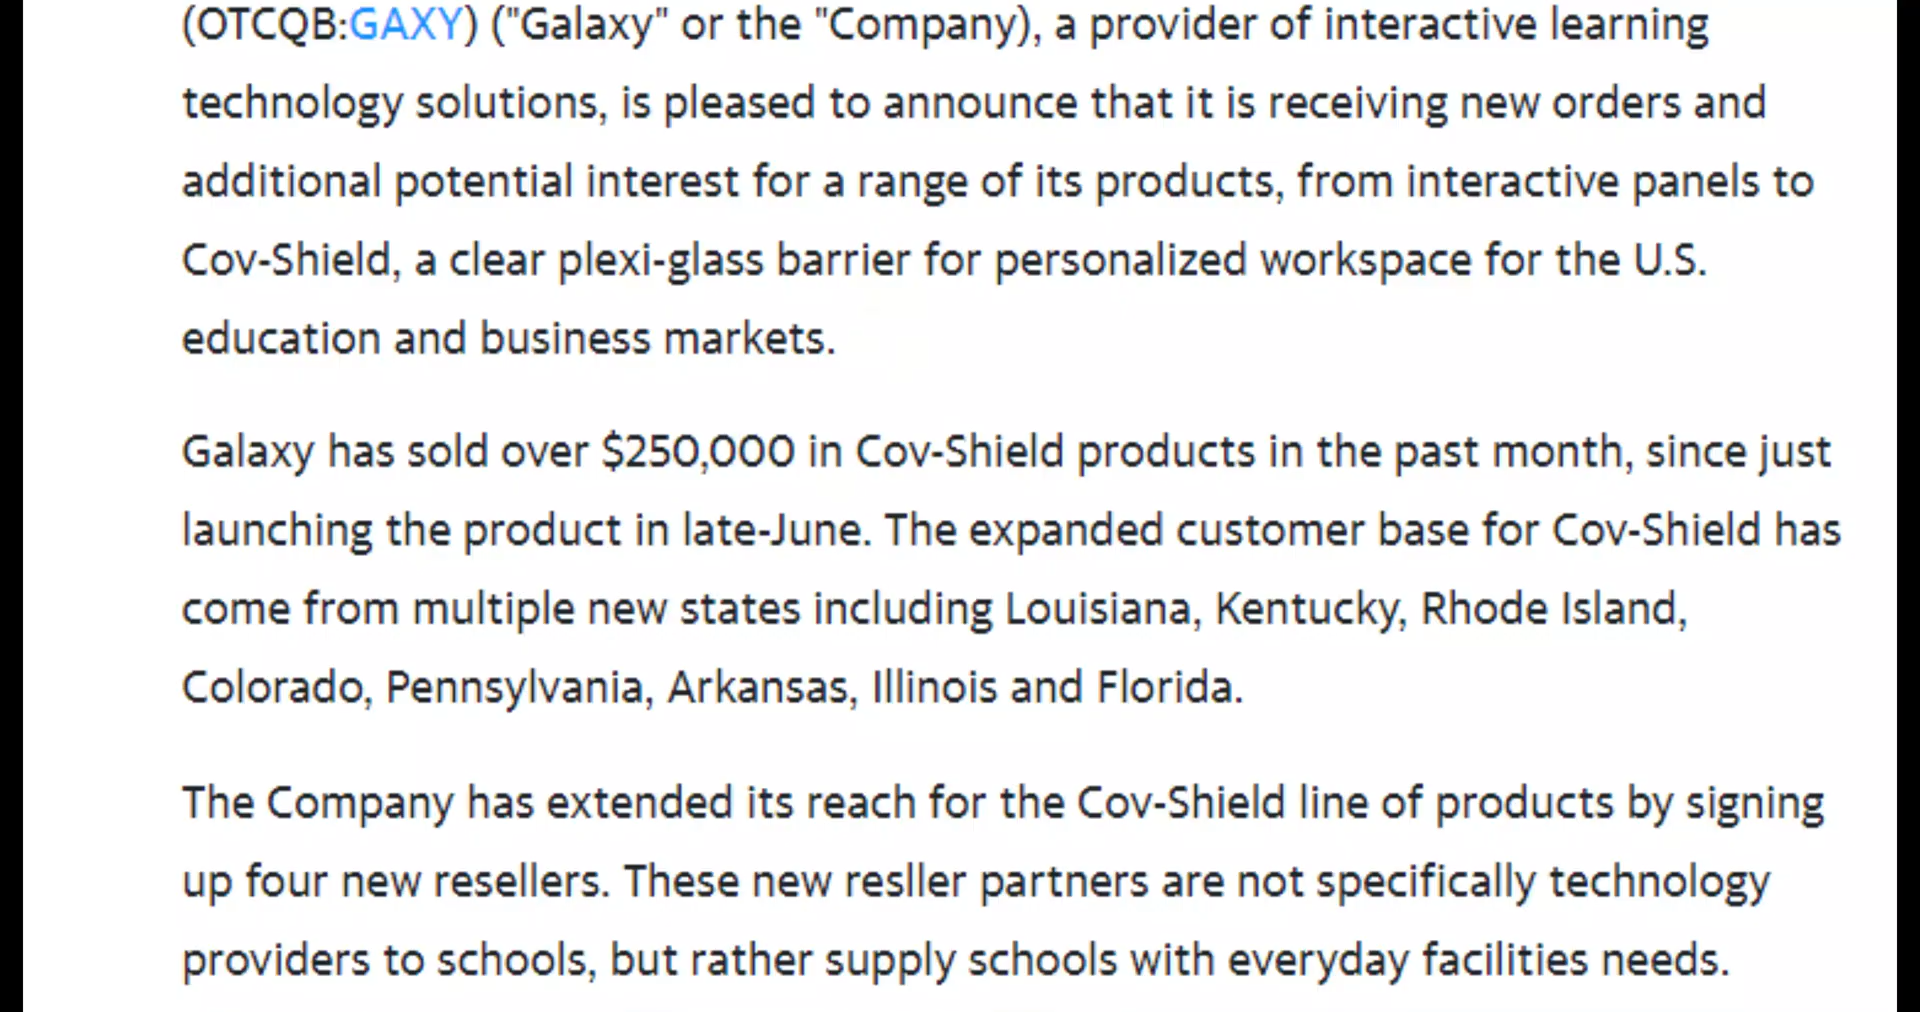 (OTCQB:GAXY) ("Galaxy" or the "Company), a provider of interactive learning
technology solutions, is pleased to announce that it is receiving new orders and
additional potential interest for a range of its products, from interactive panels to
Cov-Shield, a clear plexi-glass barrier for personalized workspace for the U.S.
education and business markets.
Galaxy has sold over $250,000 in Cov-Shield products in the past month, since just
launching the product in late-June. The expanded customer base for Cov-Shield has
come from multiple new states including Louisiana, Kentucky, Rhode Island,
Colorado, Pennsylvania, Arkansas, Illinois and Florida.
The Company has extended its reach for the Cov-Shield line of products by signing
up four new resellers. These new resller partners are not specifically technology
providers to schools, but rather supply schools with everyday facilities needs.